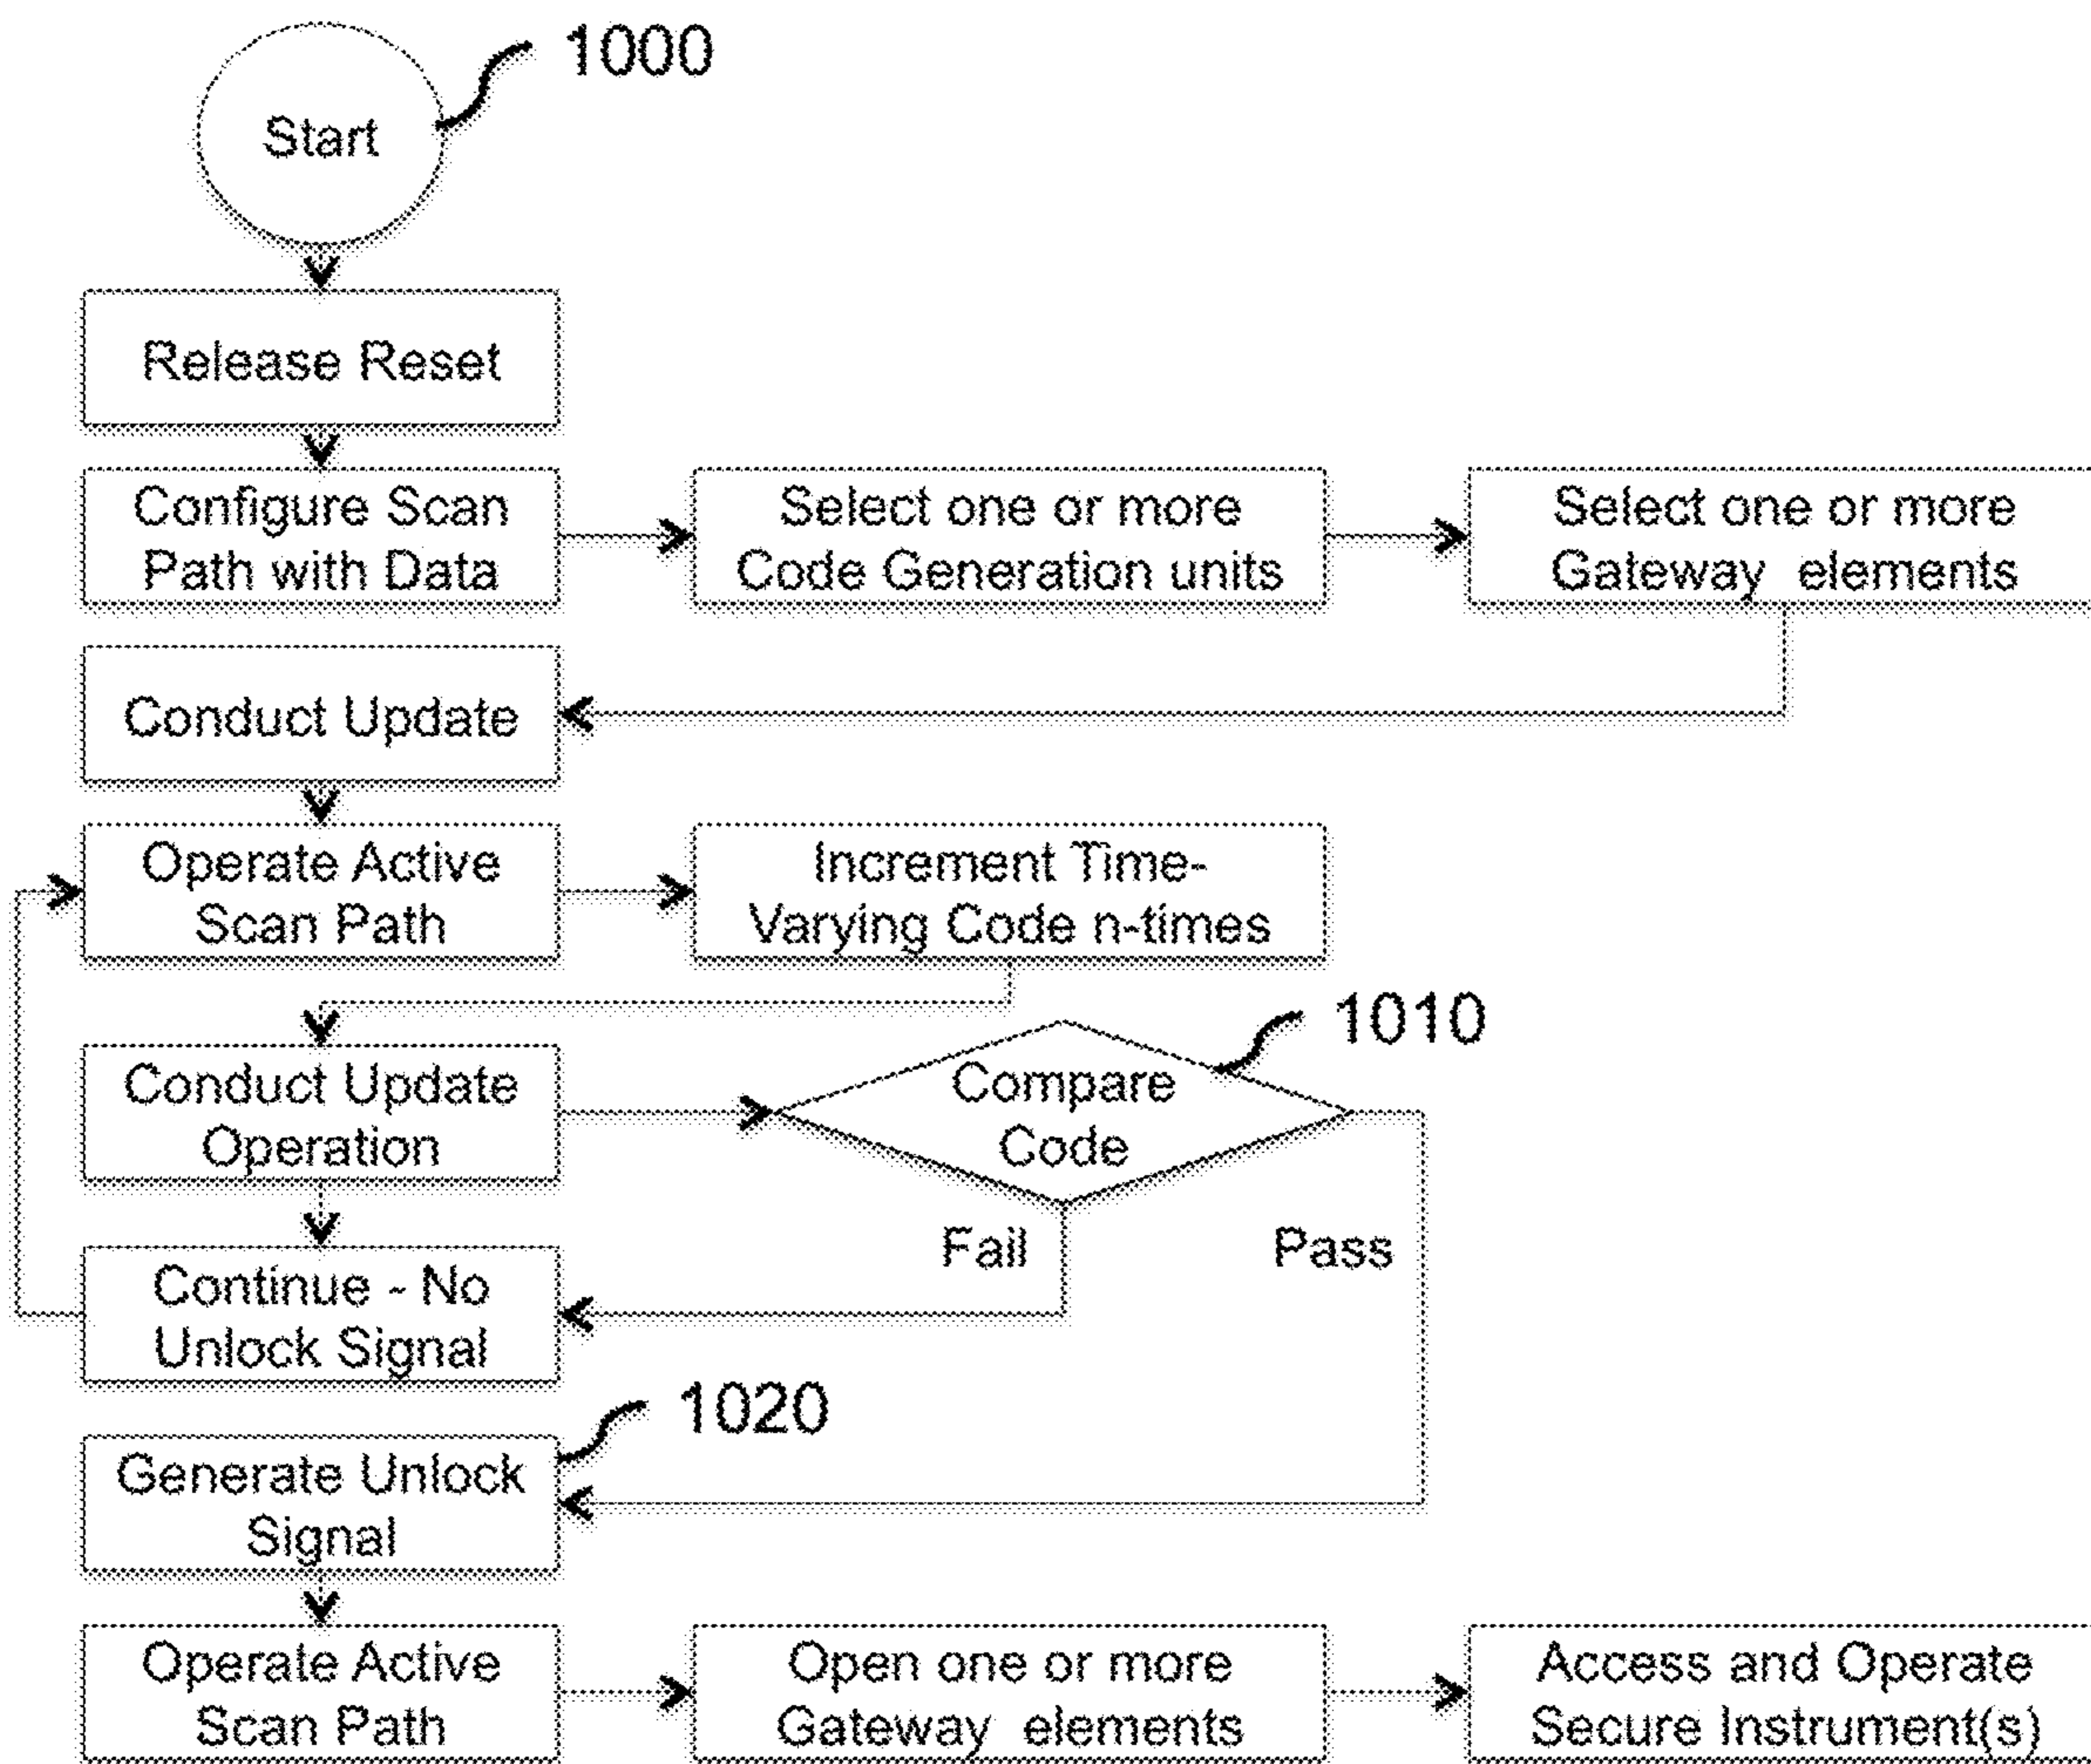 1000
Start
Release Reset
Configure Scan
Path with Data
Select one or more
Code Generation units
Select one or more
Gateway elements
Conduct Update
Operate Active
Scan Path
Increment Time-
Varying Code n-times
1010
Conduct Update
Operation
Compare
Code
Fail
Pass
Continue - No
Unlock Signal
1020
Generate Unlock
Signal
Operate Active
Scan Path
Open one or more
Gateway elements
Access and Operate
Secure Instrument(s)